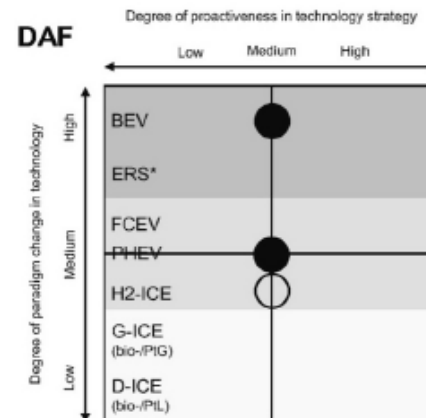 Degree of proactiveness in technology strategy
DAF
Low Medium High
Degree of paradigm change in technology
High
Medium
Low
BEV
ERS*
FCEV
PHEV
H2-ICE
G-ICE
(bio-/PtG)
D-ICE
(bio-/PtL)